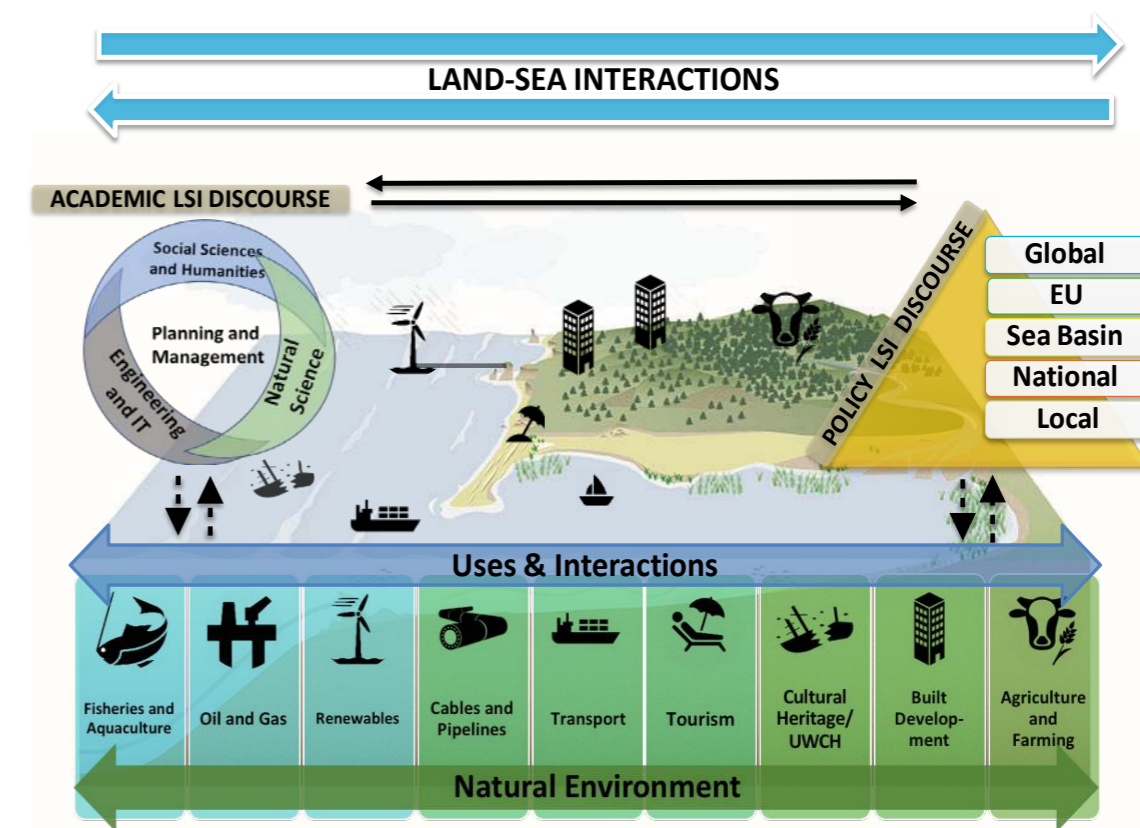 LAND-SEA INTERACTIONS
ACADEMIC LSI DISCOURSE
Social Sciences
and Humanities
Planning and
Management
Natural
Science
Engineering
and IT
POLICY LSI DISCOURSE
Global
EU
Sea Basin
National
Local
Uses & Interactions
Fisheries and
Aquaculture
Oil and Gas
Renewables
Cables and
Pipelines
Transport
Tourism
Cultural
Heritage/
UWCH
Built
Develop-
ment
Agriculture
and
Farming
Natural Environment